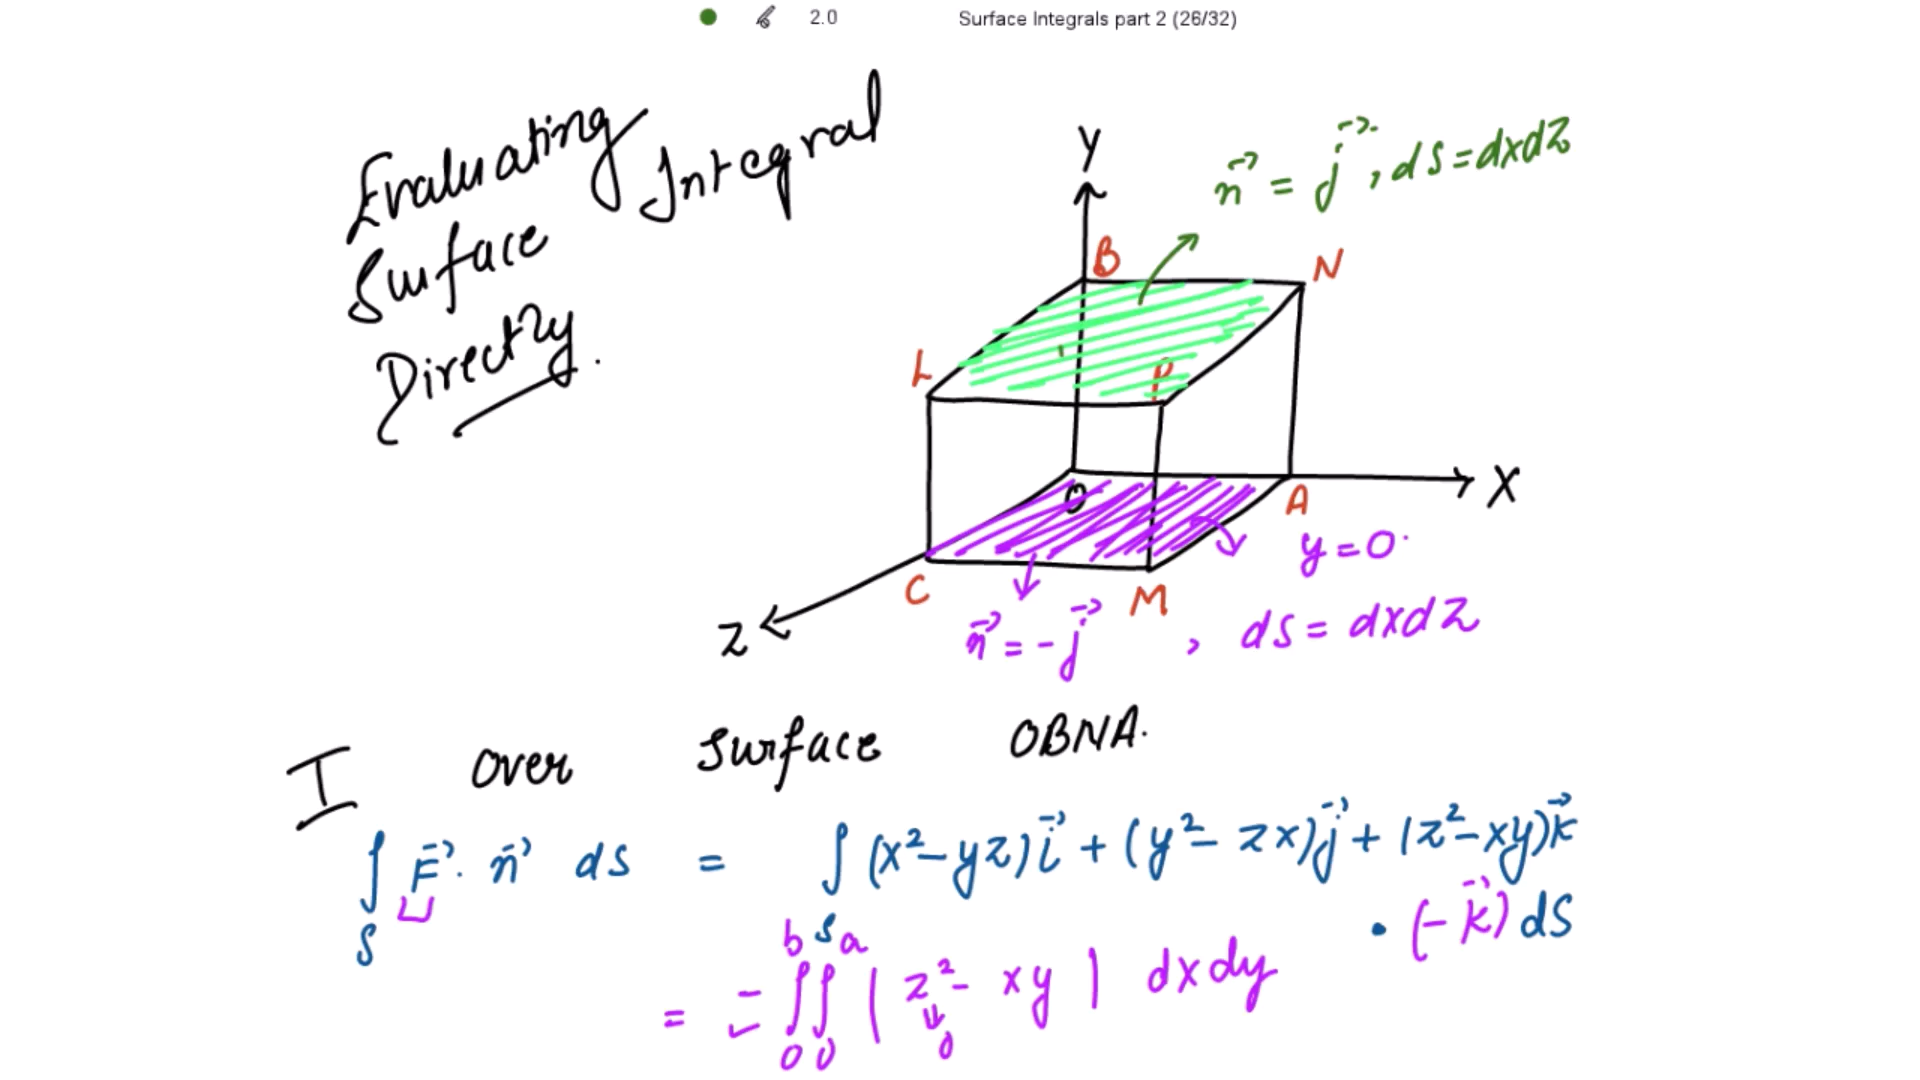 2.0 Surface Integrals part 2 (26/32)
Evaluating
Surface Integral
Directly.
Y
n⃗ = j⃗, dS = dxdz
B
N
L
P
O
A
X
y = 0
C
M
Z
n⃗ = -j⃗, dS = dxdz
I over surface OBNA.
∫ F⃗ · n⃗ dS = ∫ (x² - yz) i⃗ + (y² - zx) j⃗ + (z² - xy) k⃗
S S · (-k⃗) dS
b a
= - ∫∫ (z² - xy) dxdy
0 0 0